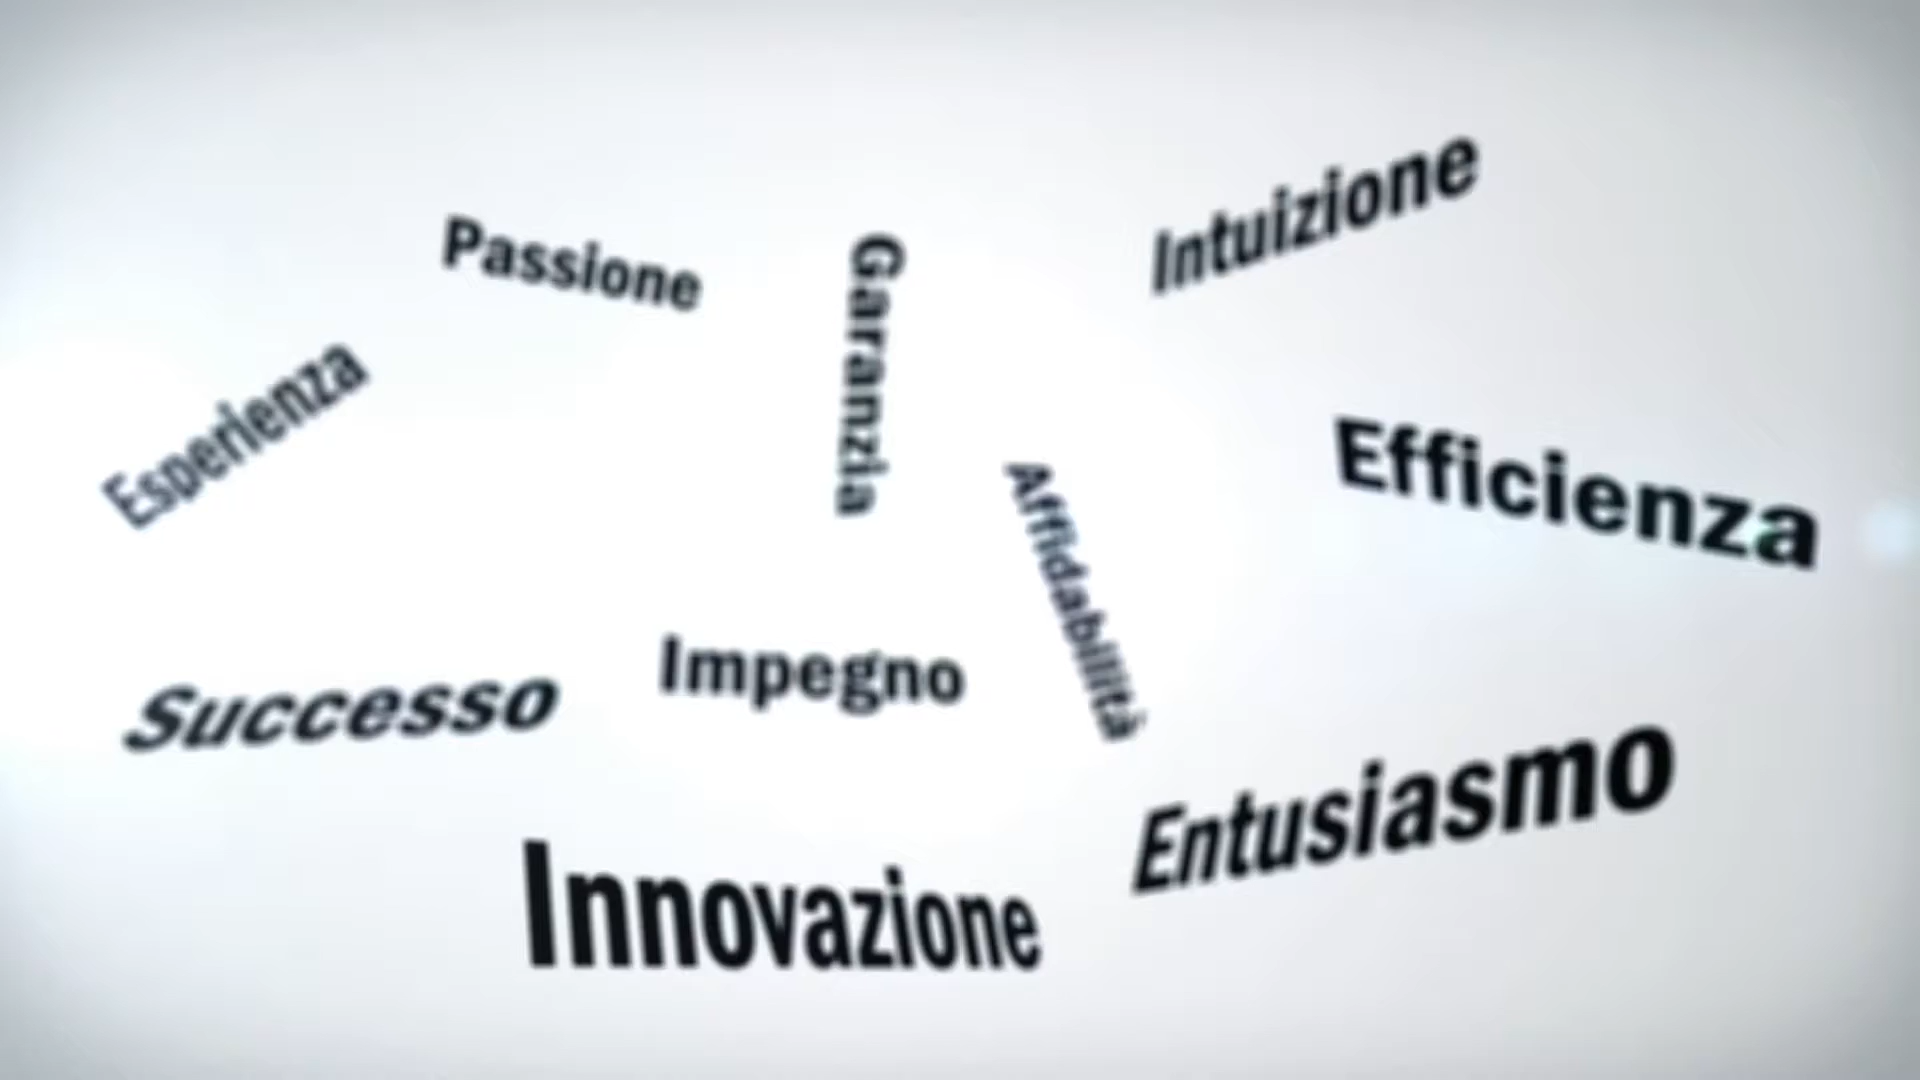 Intuizione
Passione
Garanzia
Esperienza
Efficienza
Affidabilità
Impegno
Successo
Entusiasmo
Innovazione